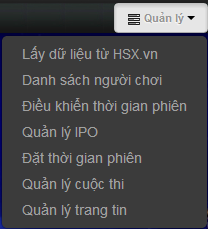 Quản lý
Lấy dữ liệu từ HSX.vn
Danh sách người chơi
Điều khiển thời gian phiên
Quản lý IPO
Đặt thời gian phiên
Quản lý cuộc thi
Quản lý trang tin